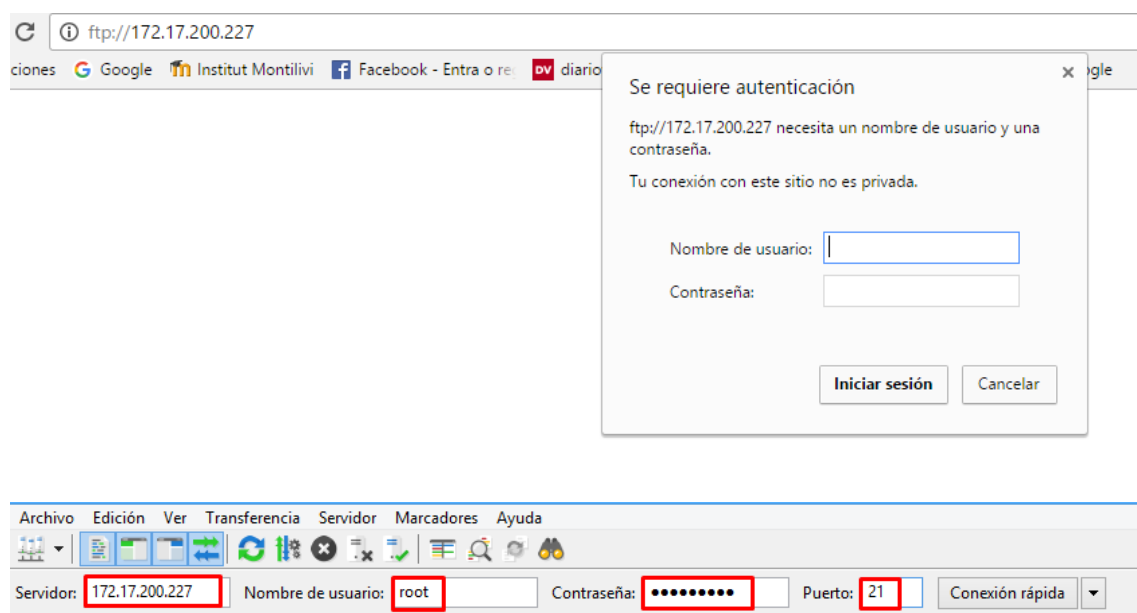 ftp://172.17.200.227
ciones Google Institut Montilivi Facebook - Entra o re DV diario ogle
Se requiere autenticación
ftp://172.17.200.227 necesita un nombre de usuario y una
contraseña.
Tu conexión con este sitio no es privada.
Nombre de usuario:
Contraseña:
Iniciar sesión Cancelar
Archivo Edición Ver Transferencia Servidor Marcadores Ayuda
Servidor: 172.17.200.227 Nombre de usuario: root Contraseña: ●●●●●●●●● Puerto: 21 Conexión rápida